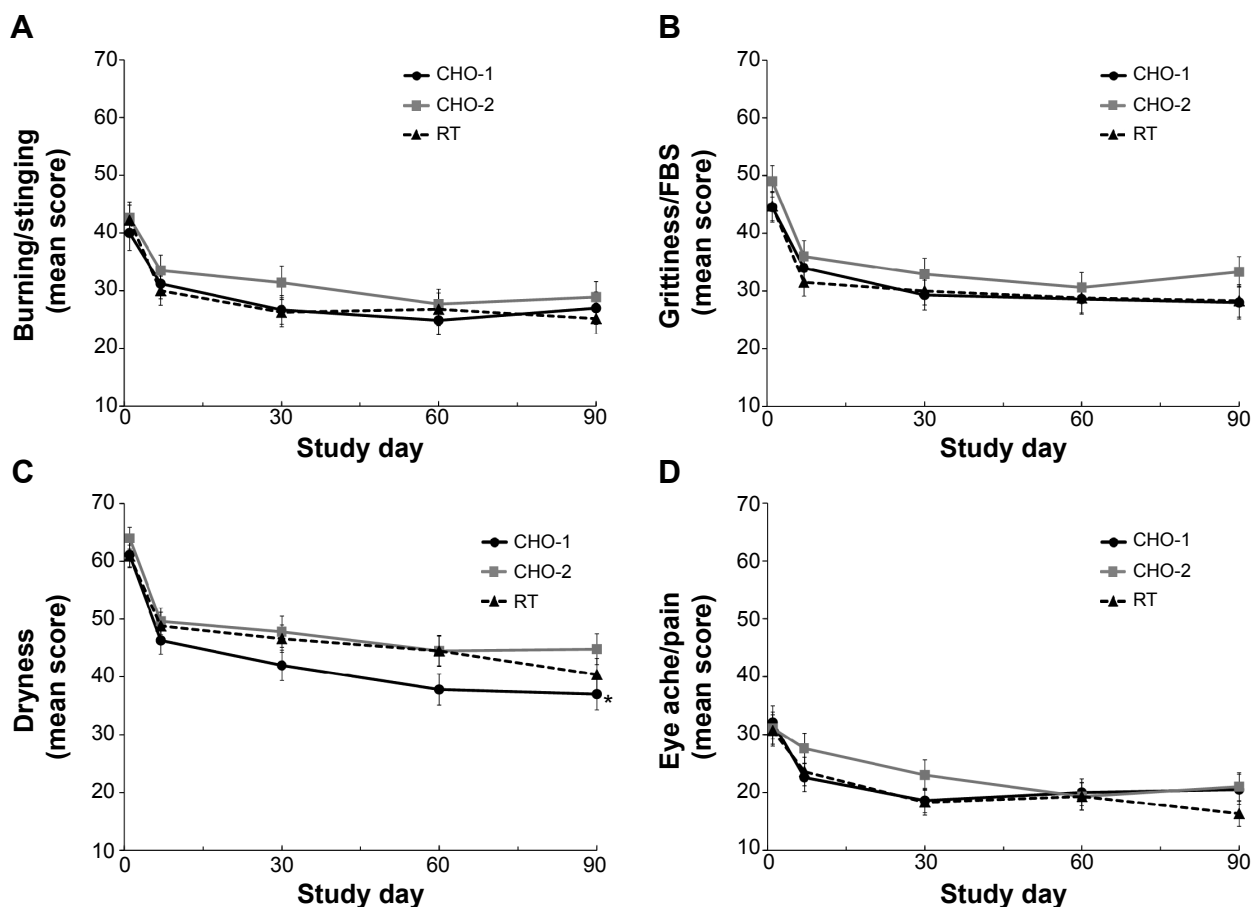 A
Burning/stinging
(mean score)
70
60
50
40
30
20
10
0
30
60
90
Study day
CHO-1
CHO-2
RT
B
Grittiness/FBS
(mean score)
70
60
50
40
30
20
10
0
30
60
90
Study day
CHO-1
CHO-2
RT
C
Dryness
(mean score)
70
60
50
40
30
20
10
0
30
60
90
Study day
CHO-1
CHO-2
RT
*
D
Eye ache/pain
(mean score)
70
60
50
40
30
20
10
0
30
60
90
Study day
CHO-1
CHO-2
RT